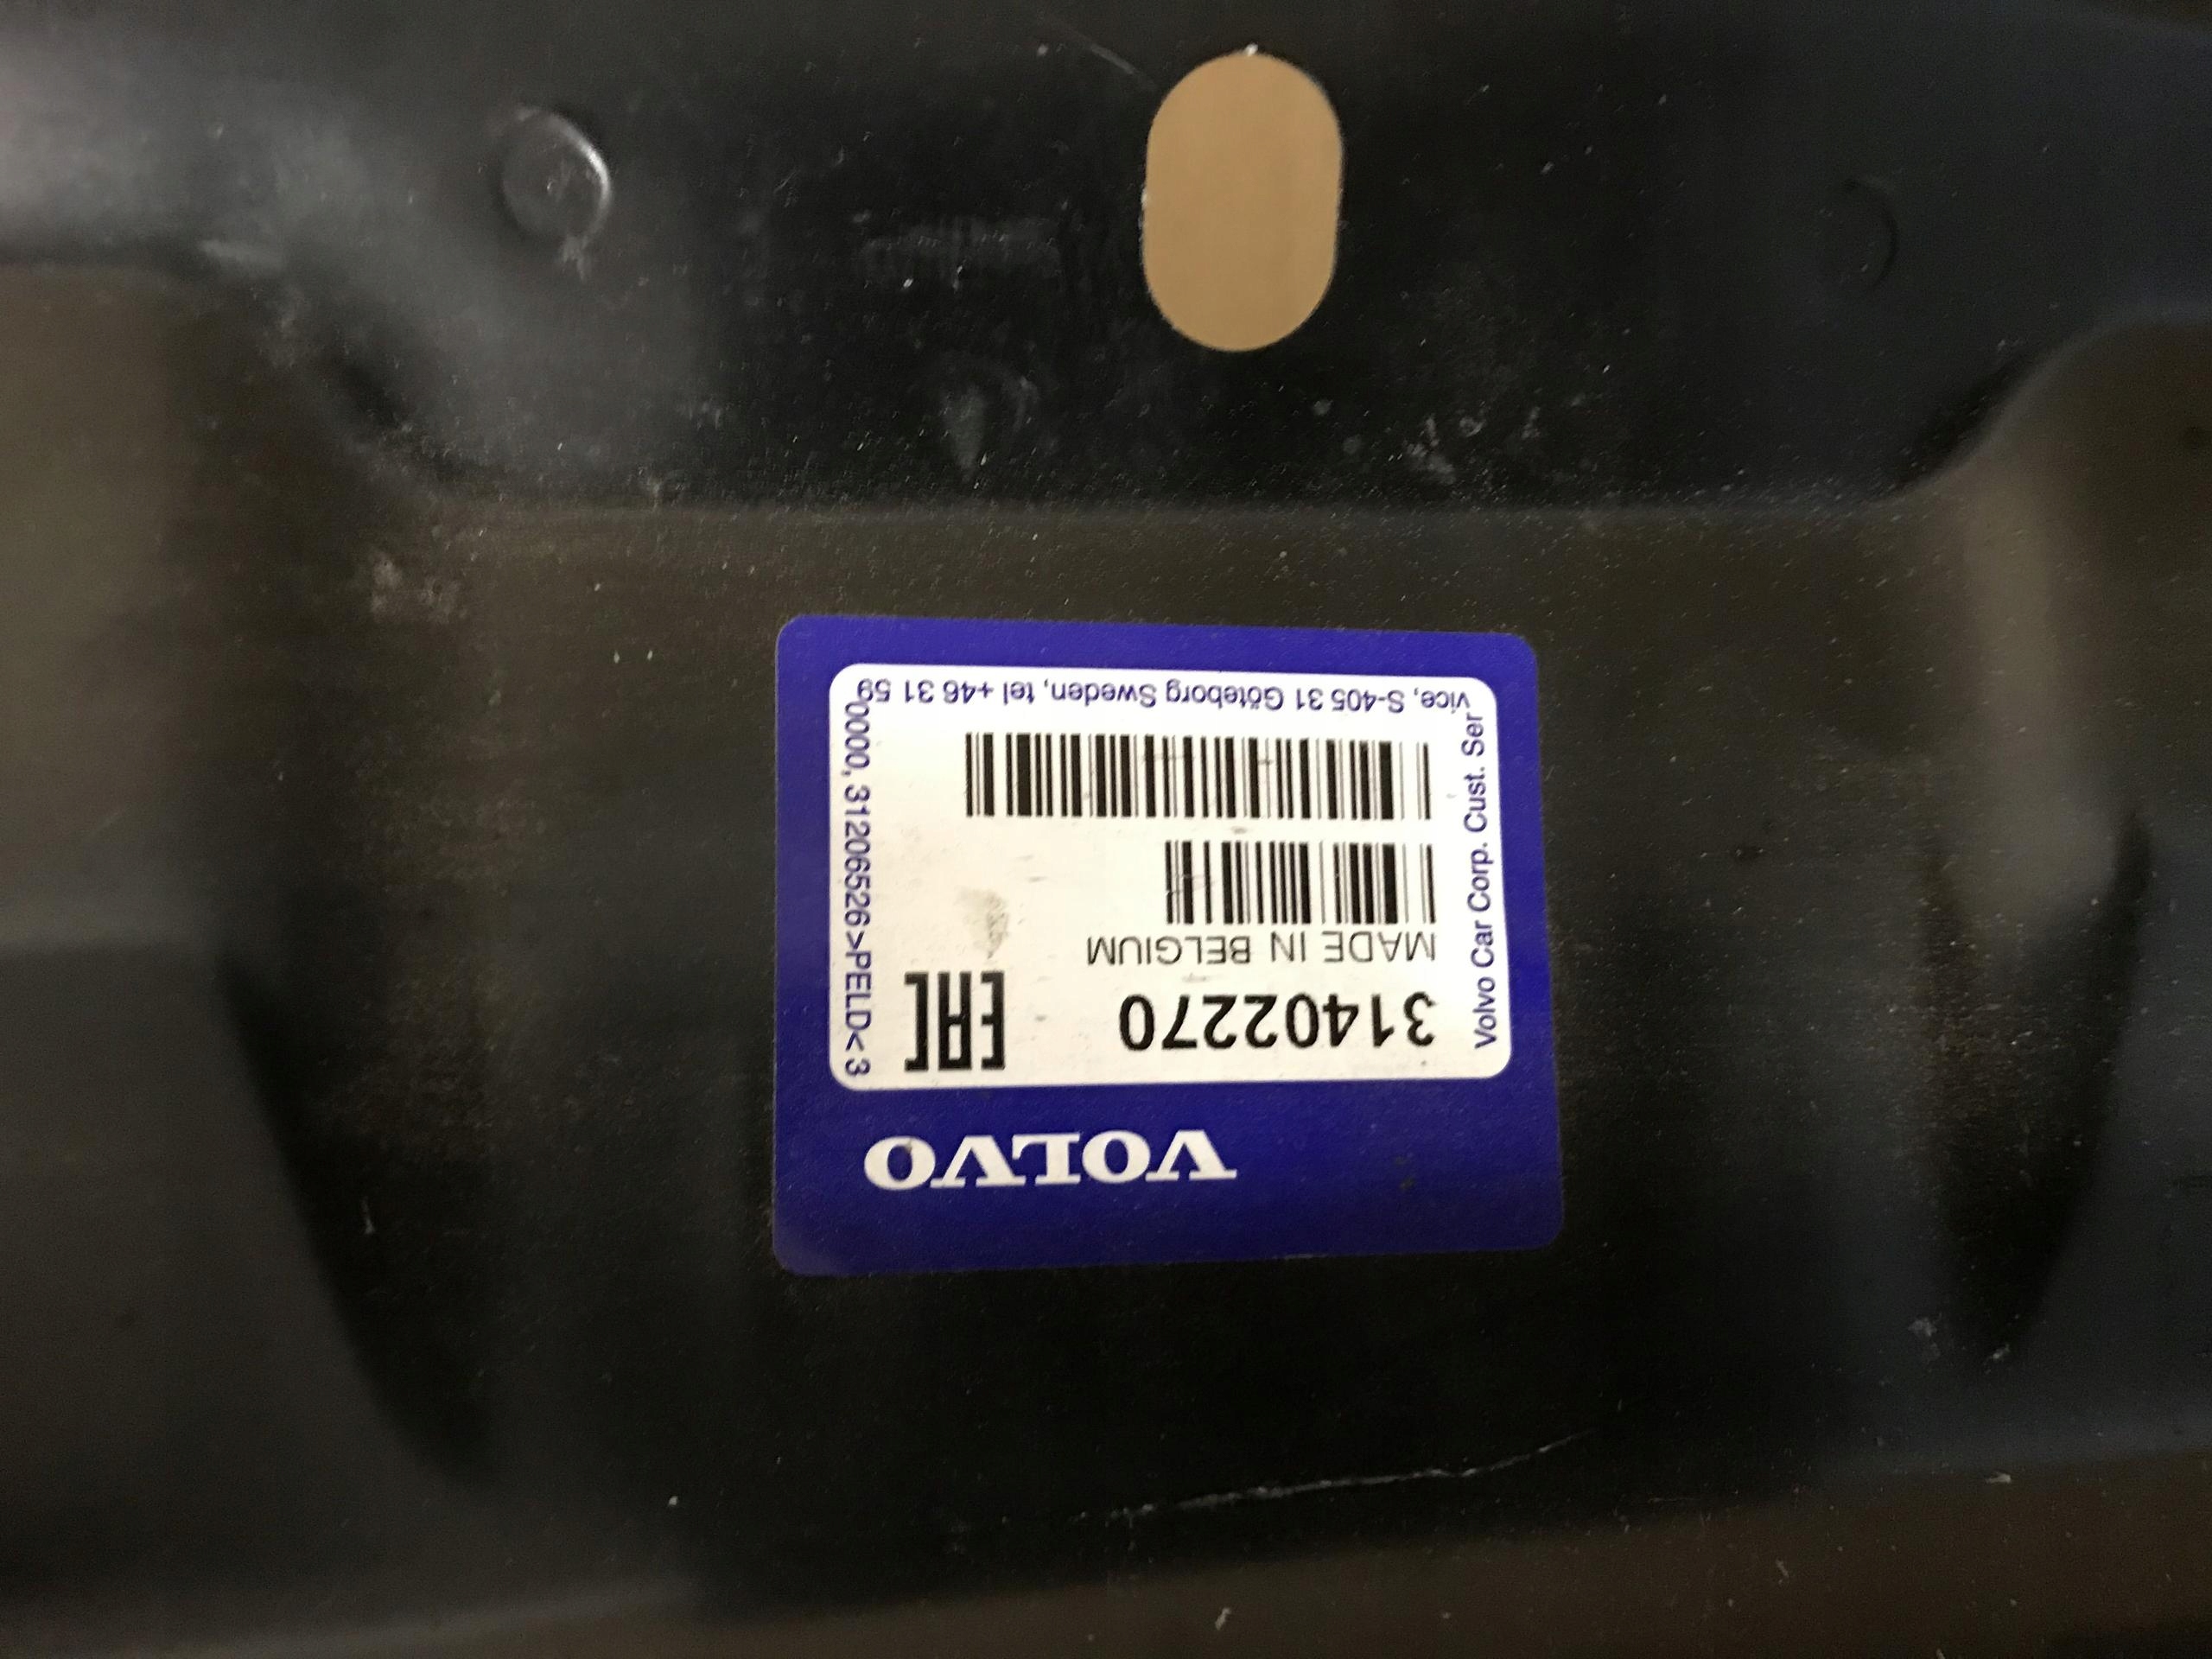 VOLVO
31402270
EAC
MADE IN BELGIUM
Volvo Car Corp. Cust. Ser
vice, S-405 31 Göteborg Sweden, tel +46 31 59
0000, 31206526>PELD< 3